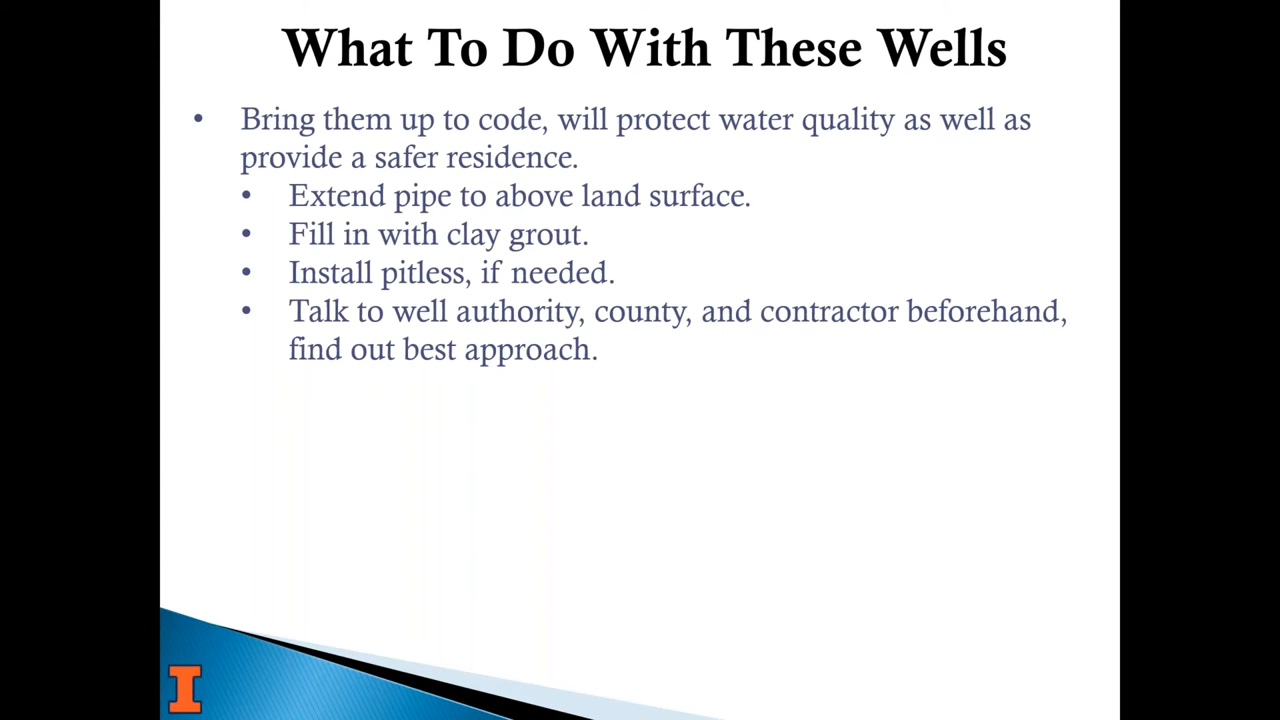 What To Do With These Wells
• Bring them up to code, will protect water quality as well as
provide a safer residence.
• Extend pipe to above land surface.
• Fill in with clay grout.
• Install pitless, if needed.
• Talk to well authority, county, and contractor beforehand,
find out best approach.
I